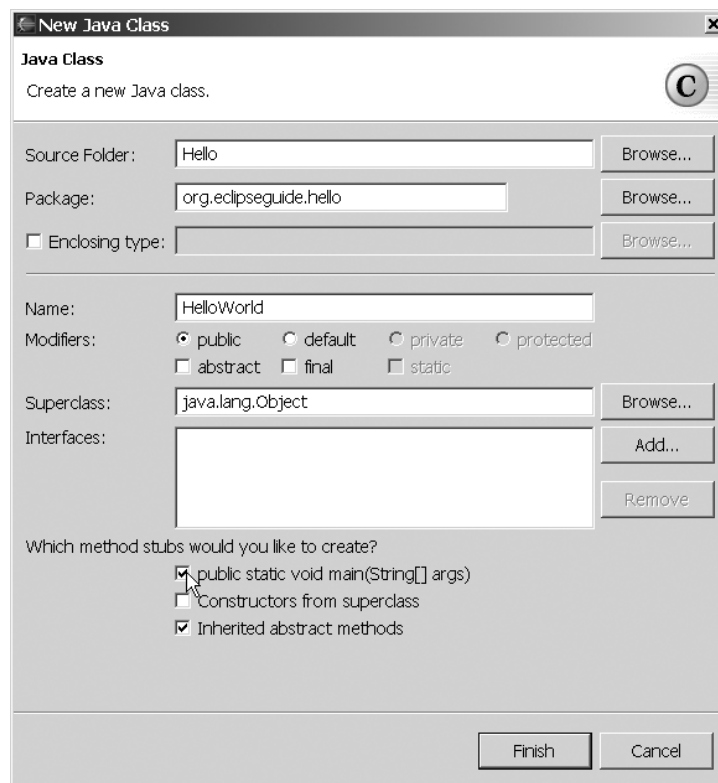 New Java Class
Java Class
Create a new Java class.
C
Source Folder: Hello Browse...
Package: org.eclipseguide.hello Browse...
Enclosing type: Browse...
Name: HelloWorld
Modifiers: public default private protected
abstract final static
Superclass: java.lang.Object Browse...
Interfaces: Add...
Remove
Which method stubs would you like to create?
public static void main(String[] args)
Constructors from superclass
Inherited abstract methods
Finish Cancel